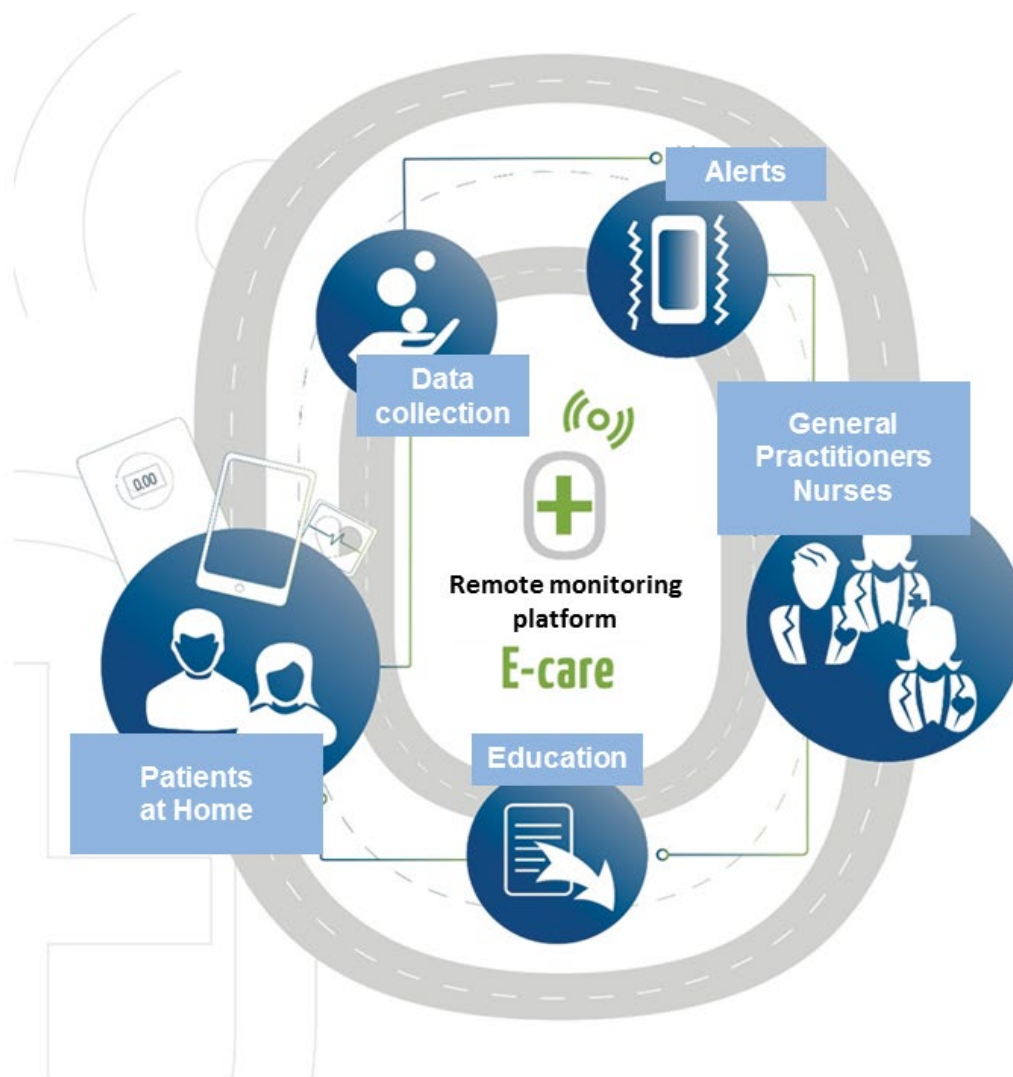 Alerts
Data
collection
General
Practitioners
Nurses
0.00
Remote monitoring
platform
E-care
Education
Patients
at Home